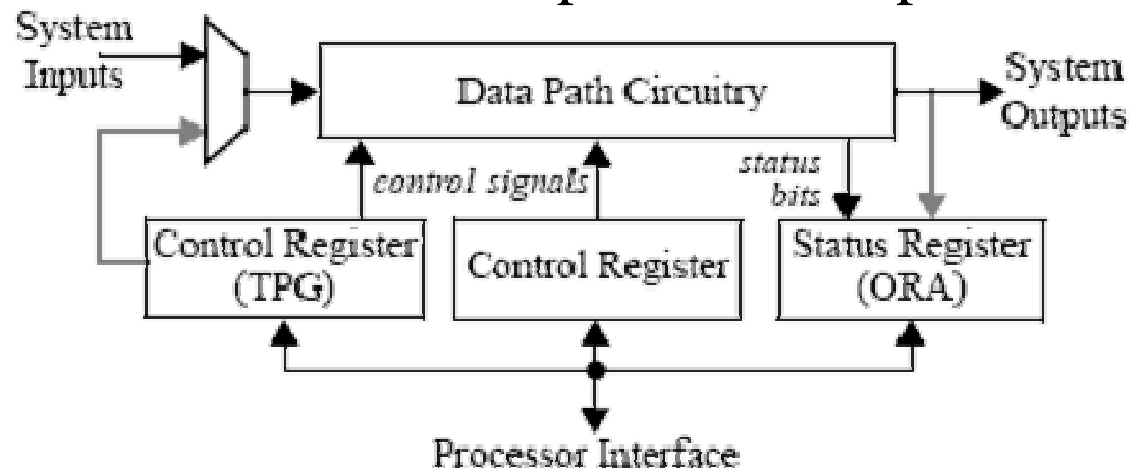 System
Inputs
Data Path Circuitry
System
Outputs
control signals
status
bits
Control Register
(TPG)
Control Register
Status Register
(ORA)
Processor Interface